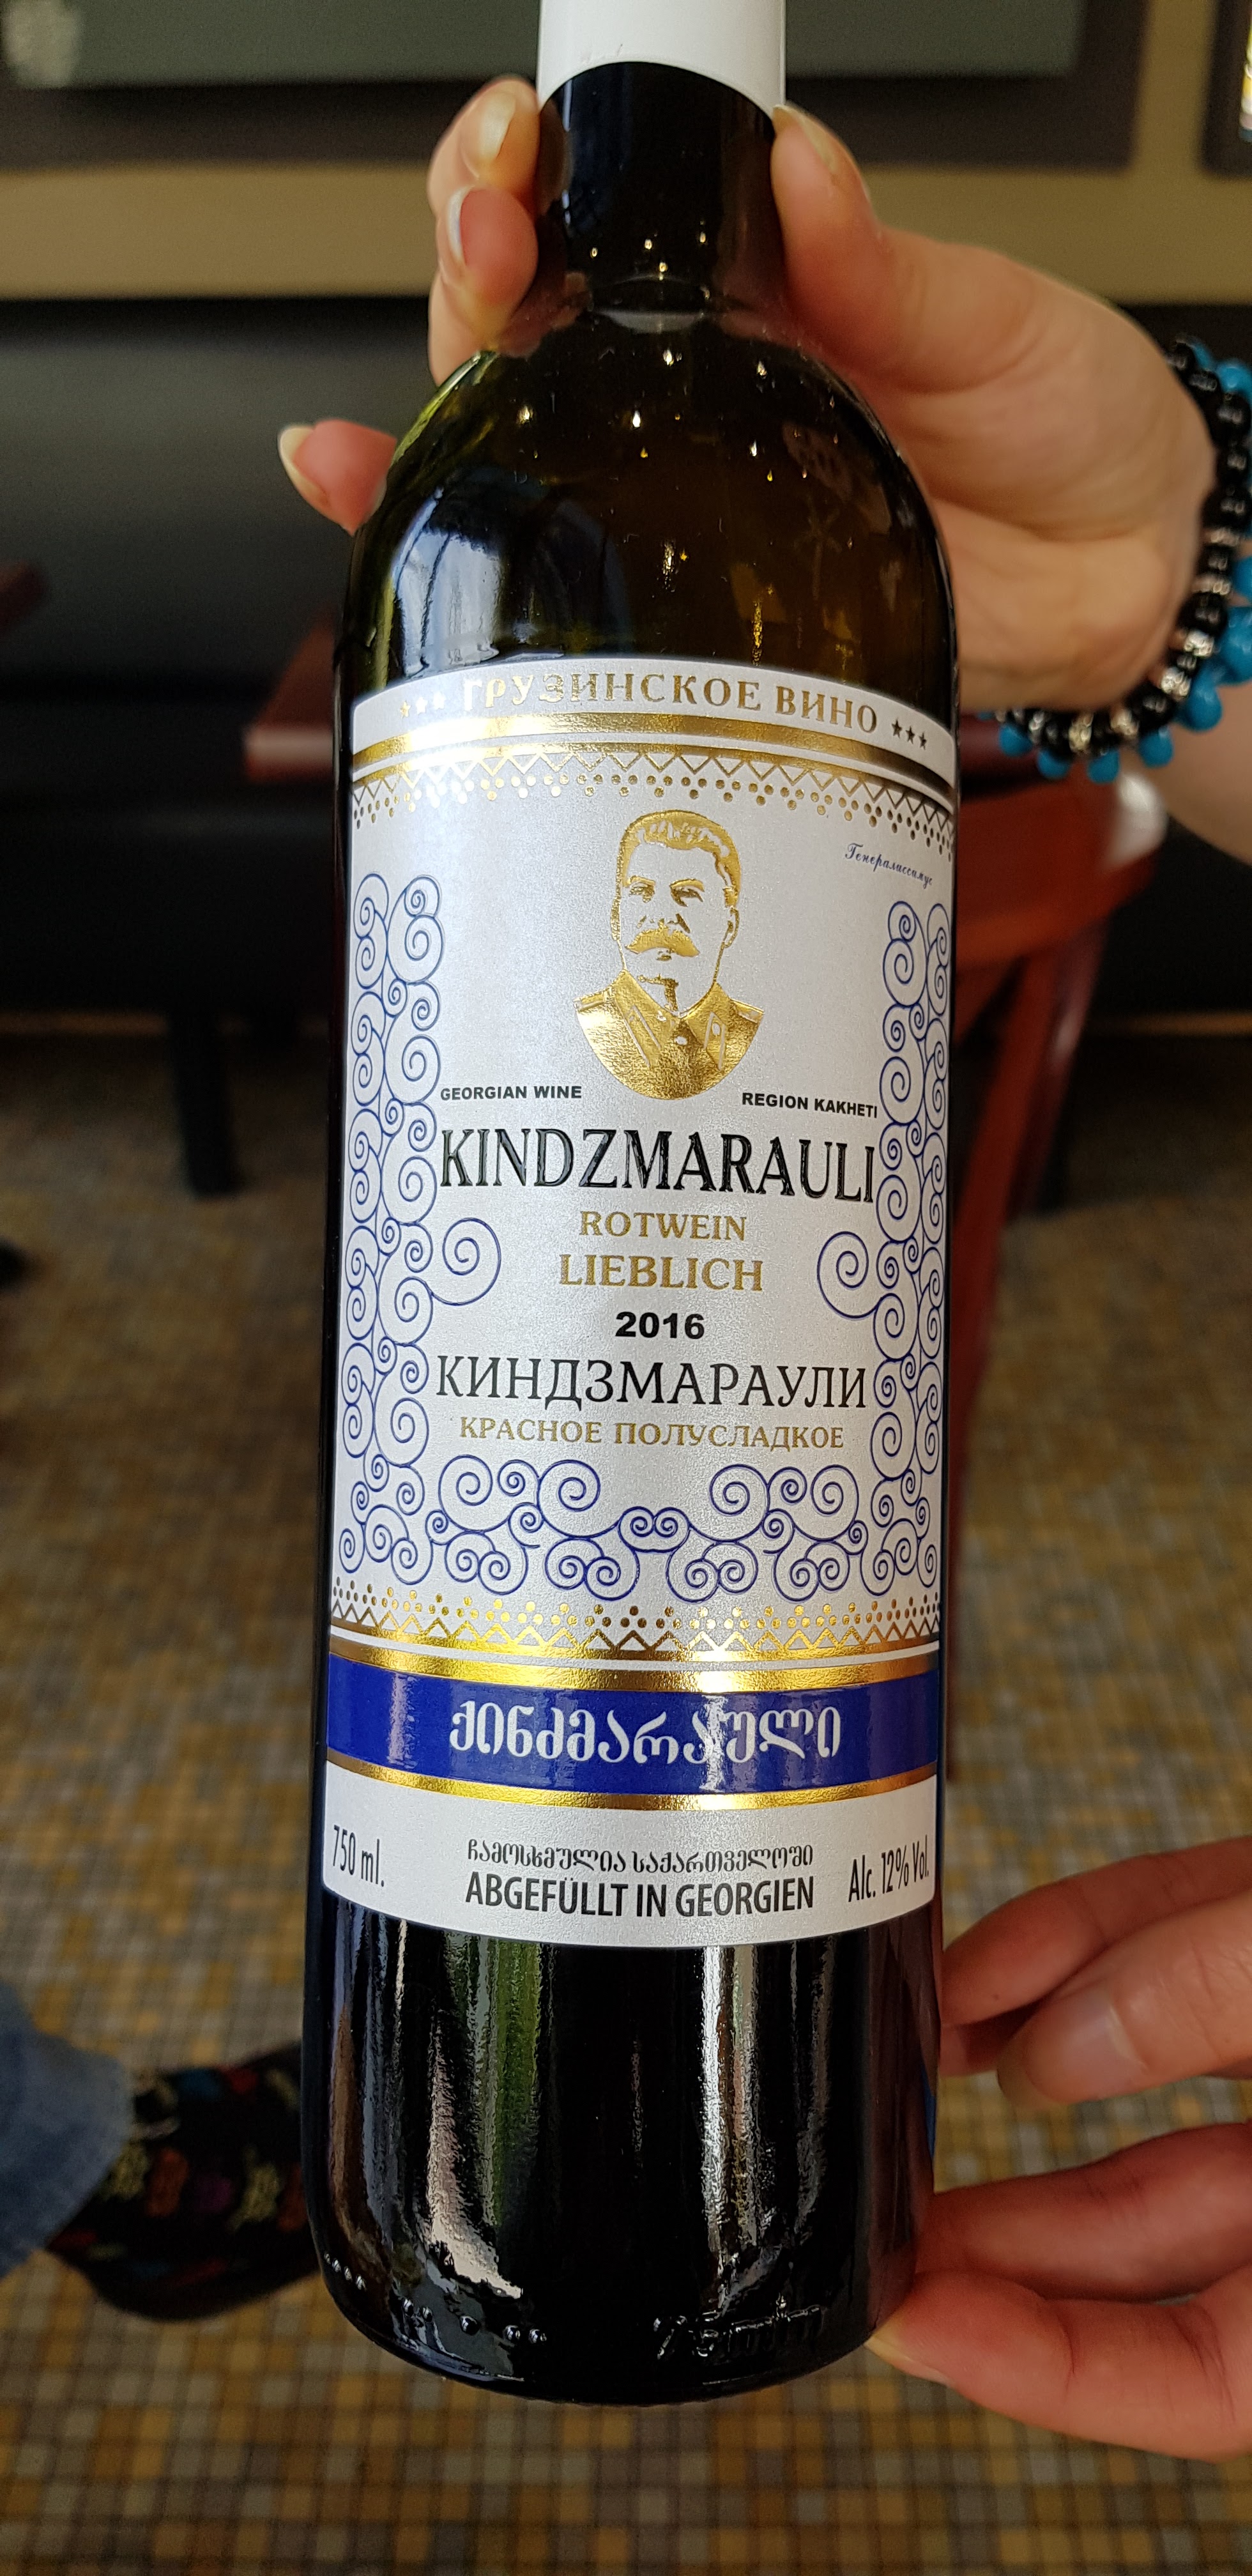 ★★★ ГРУЗИНСКОЕ ВИНО ★★★
Генералиссимус
GEORGIAN WINE
REGION KAKHETI
KINDZMARAULI
ROTWEIN
LIEBLICH
2016
КИНДЗМАРАУЛИ
КРАСНОЕ ПОЛУСЛАДКОЕ
ქინძმარაული
750 ml.
ჩამოსხმულია საქართველოში
ABGEFÜLLT IN GEORGIEN
Alc. 12% Vol.